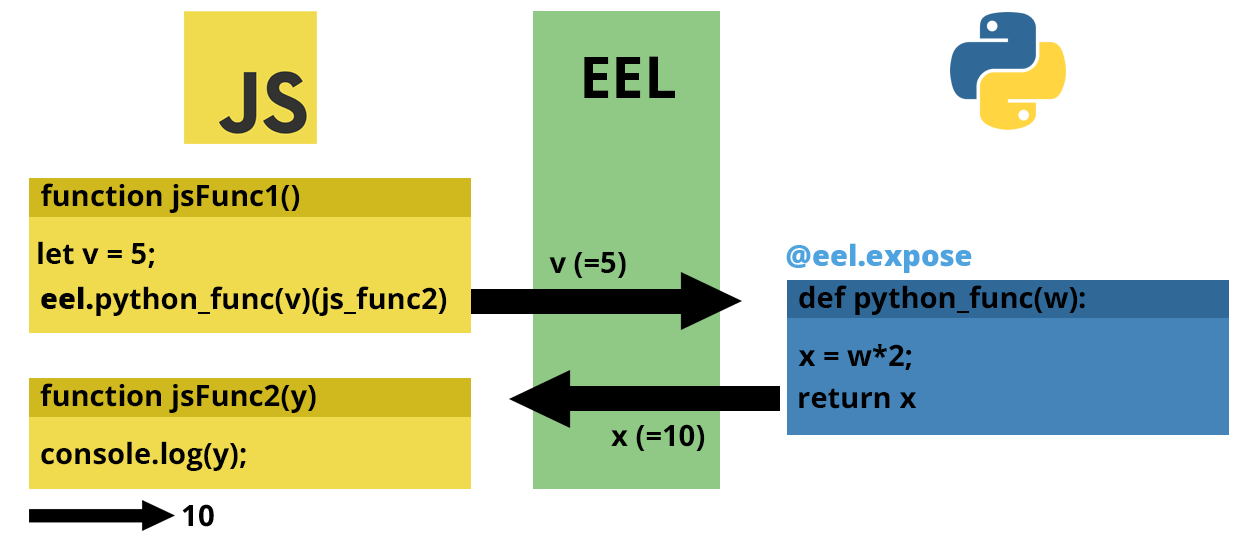 JS
EEL
function jsFunc1()
let v = 5;
eel.python_func(v)(js_func2)
v (=5)
@eel.expose
def python_func(w):
x = w*2;
return x
x (=10)
function jsFunc2(y)
console.log(y);
10